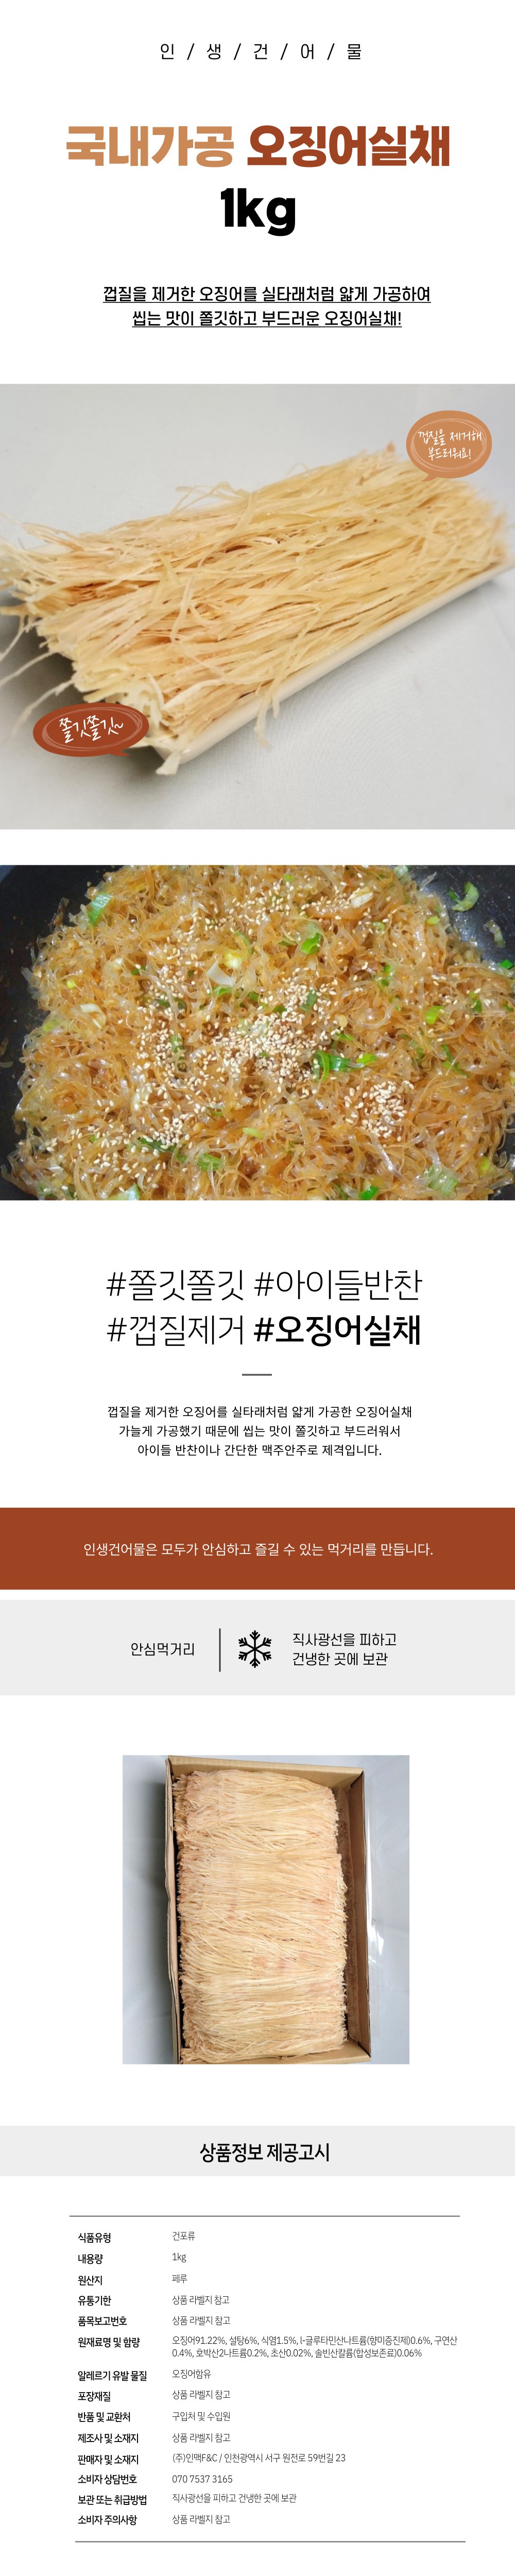 인 / 생 / 건 / 어 / 물
국내가공 오징어실채
1kg
껍질을 제거한 오징어를 실타래처럼 얇게 가공하여
씹는 맛이 쫄깃하고 부드러운 오징어실채!
껍질을 제거해
부드러워요!
쫄깃쫄깃~
#쫄깃쫄깃 #아이들반찬
#껍질제거 #오징어실채
껍질을 제거한 오징어를 실타래처럼 얇게 가공한 오징어실채
가늘게 가공했기 때문에 씹는 맛이 쫄깃하고 부드러워서
아이들 반찬이나 간단한 맥주안주로 제격입니다.
인생건어물은 모두가 안심하고 즐길 수 있는 먹거리를 만듭니다.
안심먹거리
직사광선을 피하고
건냉한 곳에 보관
상품정보 제공고시
식품유형 건포류
내용량 1kg
원산지 페루
유통기한 상품 라벨지 참고
품목보고번호 상품 라벨지 참고
원재료명 및 함량 오징어91.22%, 설탕6%, 식염1.5%, l-글루타민산나트륨(향미증진제)0.6%, 구연산
0.4%, 호박산2나트륨0.2%, 초산0.02%, 솔빈산칼륨(합성보존료)0.06%
알레르기 유발 물질 오징어함유
포장재질 상품 라벨지 참고
반품 및 교환처 구입처 및 수입원
제조사 및 소재지 상품 라벨지 참고
판매자 및 소재지 (주)인맥F&C / 인천광역시 서구 원전로 59번길 23
소비자 상담번호 070 7537 3165
보관 또는 취급방법 직사광선을 피하고 건냉한 곳에 보관
소비자 주의사항 상품 라벨지 참고